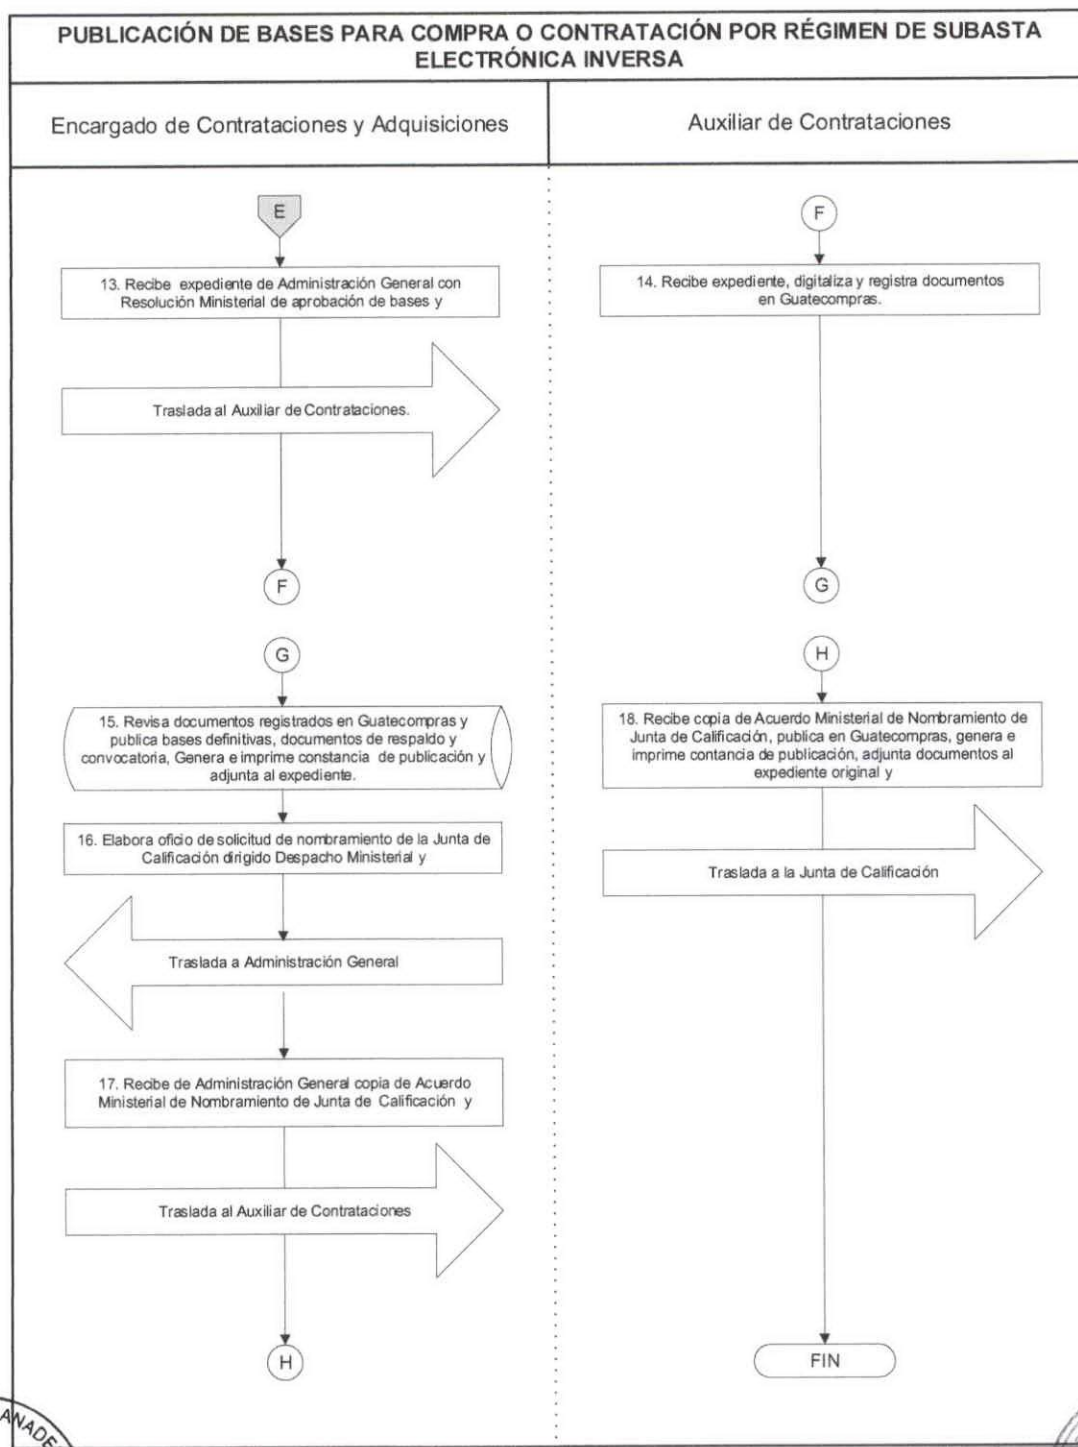 PUBLICACIÓN DE BASES PARA COMPRA O CONTRATACIÓN POR RÉGIMEN DE SUBASTA
ELECTRÓNICA INVERSA
Encargado de Contrataciones y Adquisiciones
Auxiliar de Contrataciones
E
13. Recibe expediente de Administración General con
Resolución Ministerial de aprobación de bases y
Traslada al Auxiliar de Contrataciones.
F
F
14. Recibe expediente, digitaliza y registra documentos
en Guatecompras.
G
G
15. Revisa documentos registrados en Guatecompras y
publica bases definitivas, documentos de respaldo y
convocatoria, Genera e imprime constancia de publicación y
adjunta al expediente.
16. Elabora oficio de solicitud de nombramiento de la Junta de
Calificación dirigido Despacho Ministerial y
Traslada a Administración General
17. Recibe de Administración General copia de Acuerdo
Ministerial de Nombramiento de Junta de Calificación y
Traslada al Auxiliar de Contrataciones
H
H
18. Recibe copia de Acuerdo Ministerial de Nombramiento de
Junta de Calificación, publica en Guatecompras, genera e
imprime contancia de publicación, adjunta documentos al
expediente original y
Traslada a la Junta de Calificación
FIN